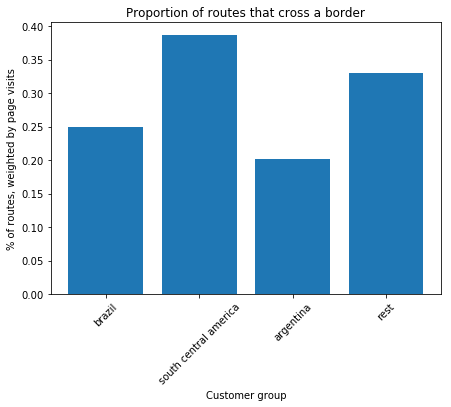 Proportion of routes that cross a border
% of routes, weighted by page visits
0.40
0.35
0.30
0.25
0.20
0.15
0.10
0.05
0.00
brazil
south central america
argentina
rest
Customer group